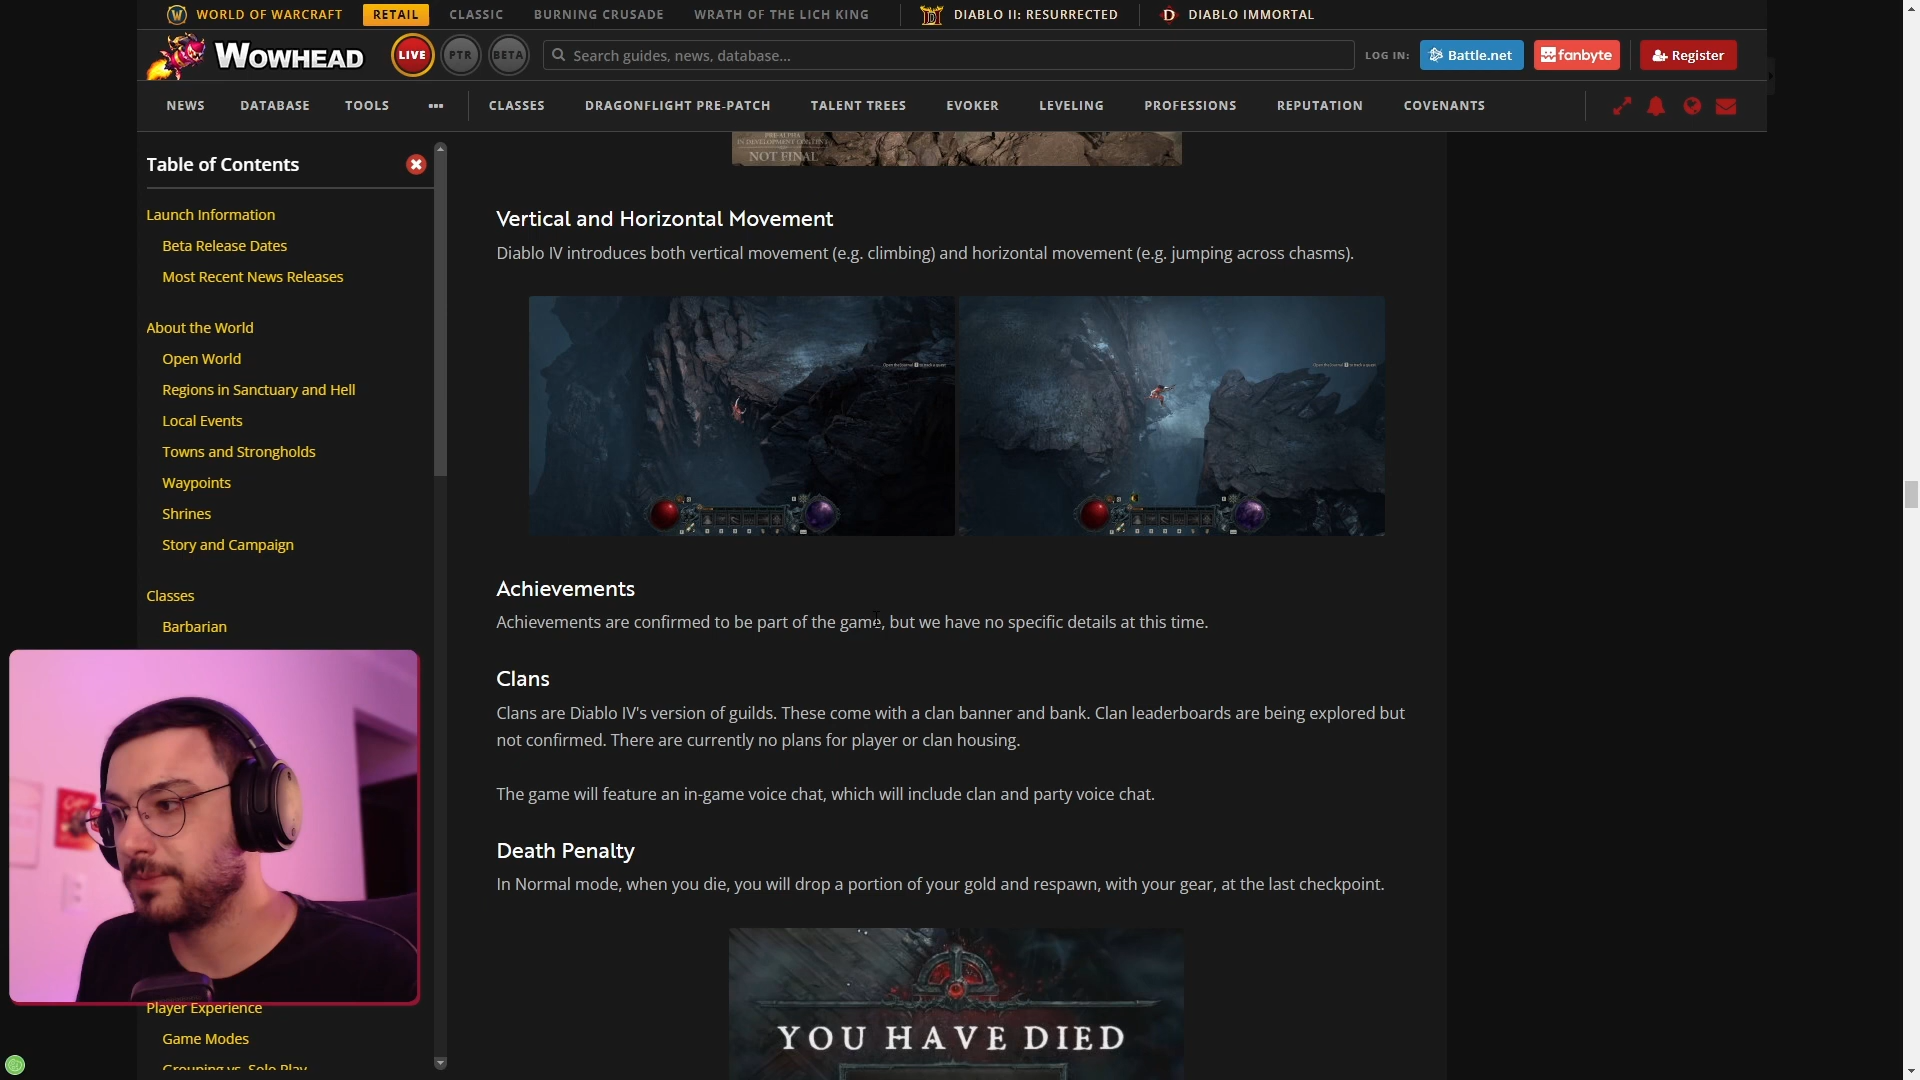 WORLD OF WARCRAFT
RETAIL
CLASSIC
BURNING CRUSADE
WRATH OF THE LICH KING
DIABLO II: RESURRECTED
DIABLO IMMORTAL
WOWHEAD
LIVE
PTR
BETA
Search guides, news, database...
LOG IN:
Battle.net
fanbyte
Register
NEWS
DATABASE
TOOLS
•••
CLASSES
DRAGONFLIGHT PRE-PATCH
TALENT TREES
EVOKER
LEVELING
PROFESSIONS
REPUTATION
COVENANTS
Table of Contents
Launch Information
Beta Release Dates
Most Recent News Releases
About the World
Open World
Regions in Sanctuary and Hell
Local Events
Towns and Strongholds
Waypoints
Shrines
Story and Campaign
Classes
Barbarian
Player Experience
Game Modes
Grouping vs. Solo Play
PRE-ALPHA
IN DEVELOPMENT CONTENT
NOT FINAL
Vertical and Horizontal Movement
Diablo IV introduces both vertical movement (e.g. climbing) and horizontal movement (e.g. jumping across chasms).
Achievements
Achievements are confirmed to be part of the game, but we have no specific details at this time.
Clans
Clans are Diablo IV's version of guilds. These come with a clan banner and bank. Clan leaderboards are being explored but
not confirmed. There are currently no plans for player or clan housing.
The game will feature an in-game voice chat, which will include clan and party voice chat.
Death Penalty
In Normal mode, when you die, you will drop a portion of your gold and respawn, with your gear, at the last checkpoint.
YOU HAVE DIED